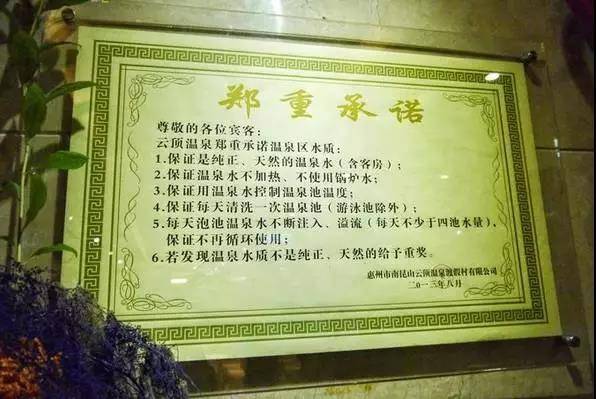 郑重承诺
尊敬的各位宾客：
云顶温泉郑重承诺温泉区水质：
1.保证是纯正、天然的温泉水（含客房）；
2.保证温泉水不加热、不使用锅炉水；
3.保证用温泉水控制温泉池温度；
4.保证每天清洗一次温泉池（游泳池除外）；
5.每天泡池温泉水不断注入、溢流（每天不少于四池水量），
保证不再循环使用；
6.若发现温泉水质不是纯正、天然的给予重奖。
惠州市南昆山云顶温泉渡假村有限公司
二0一三年八月